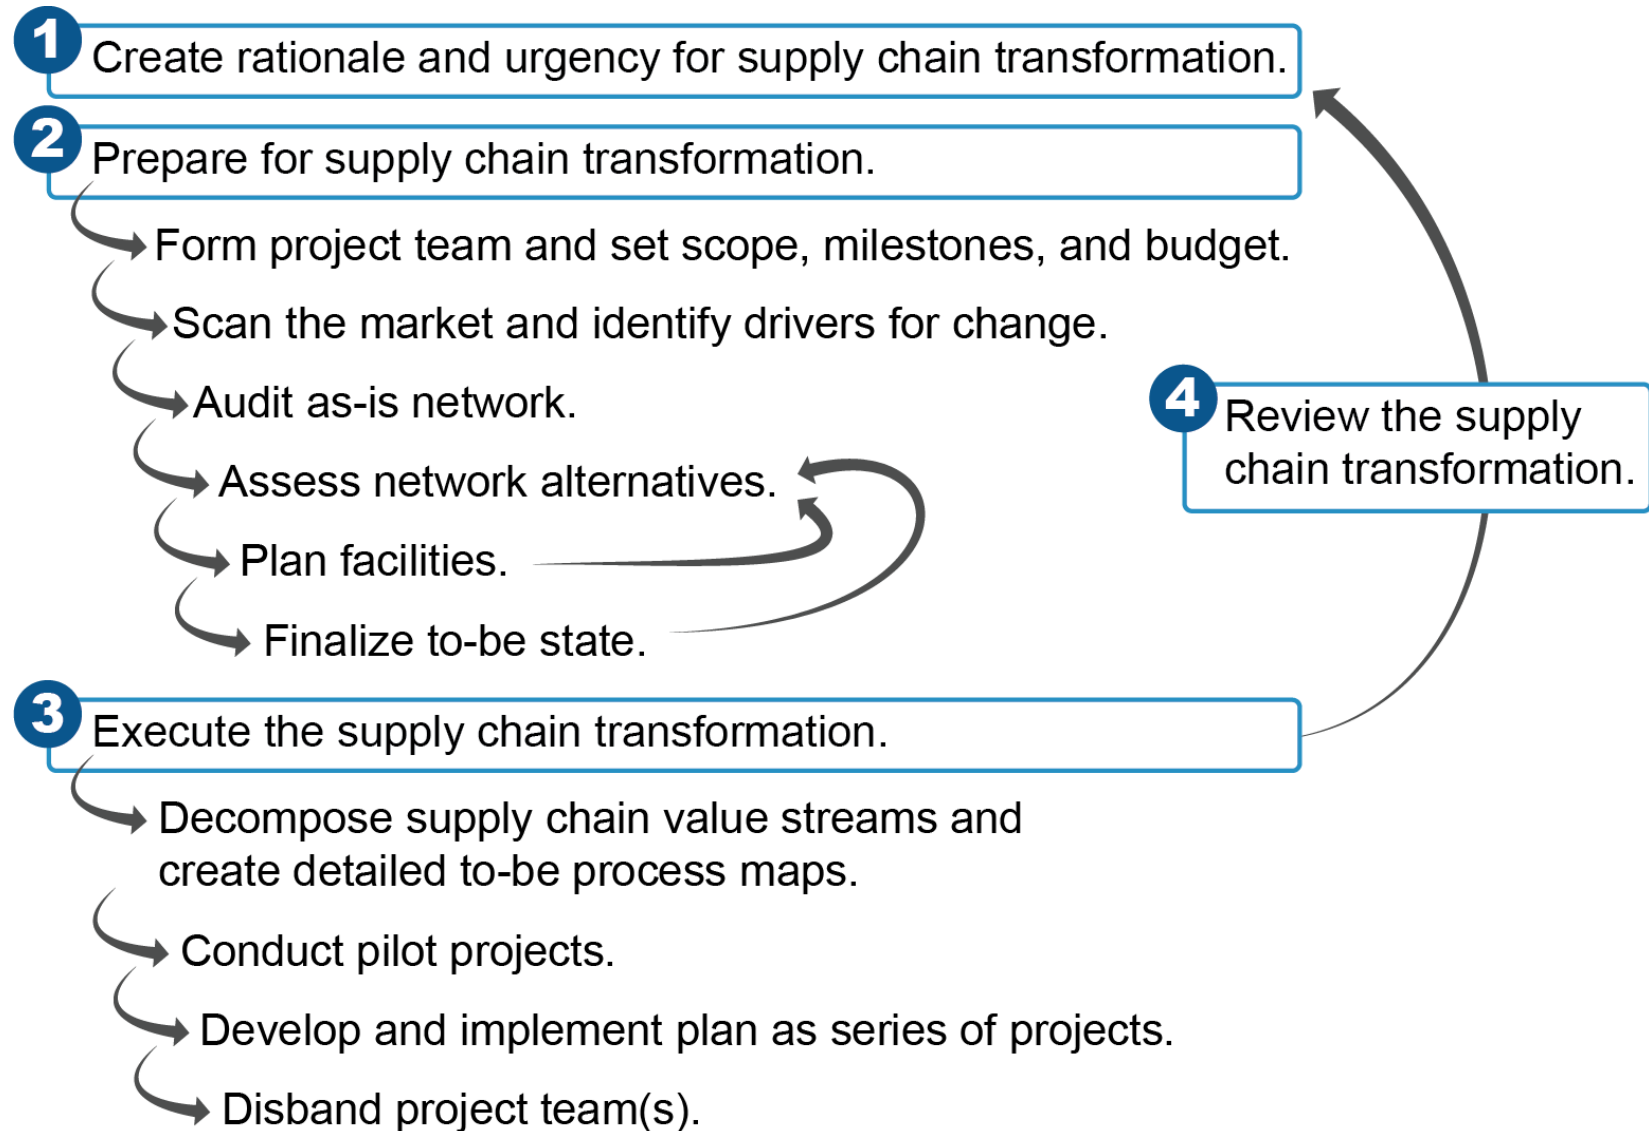 1
Create rationale and urgency for supply chain transformation.
2
Prepare for supply chain transformation.
Form project team and set scope, milestones, and budget.
Scan the market and identify drivers for change.
Audit as-is network.
Assess network alternatives.
Plan facilities.
Finalize to-be state.
3
Execute the supply chain transformation.
Decompose supply chain value streams and
create detailed to-be process maps.
Conduct pilot projects.
Develop and implement plan as series of projects.
Disband project team(s).
4
Review the supply
chain transformation.